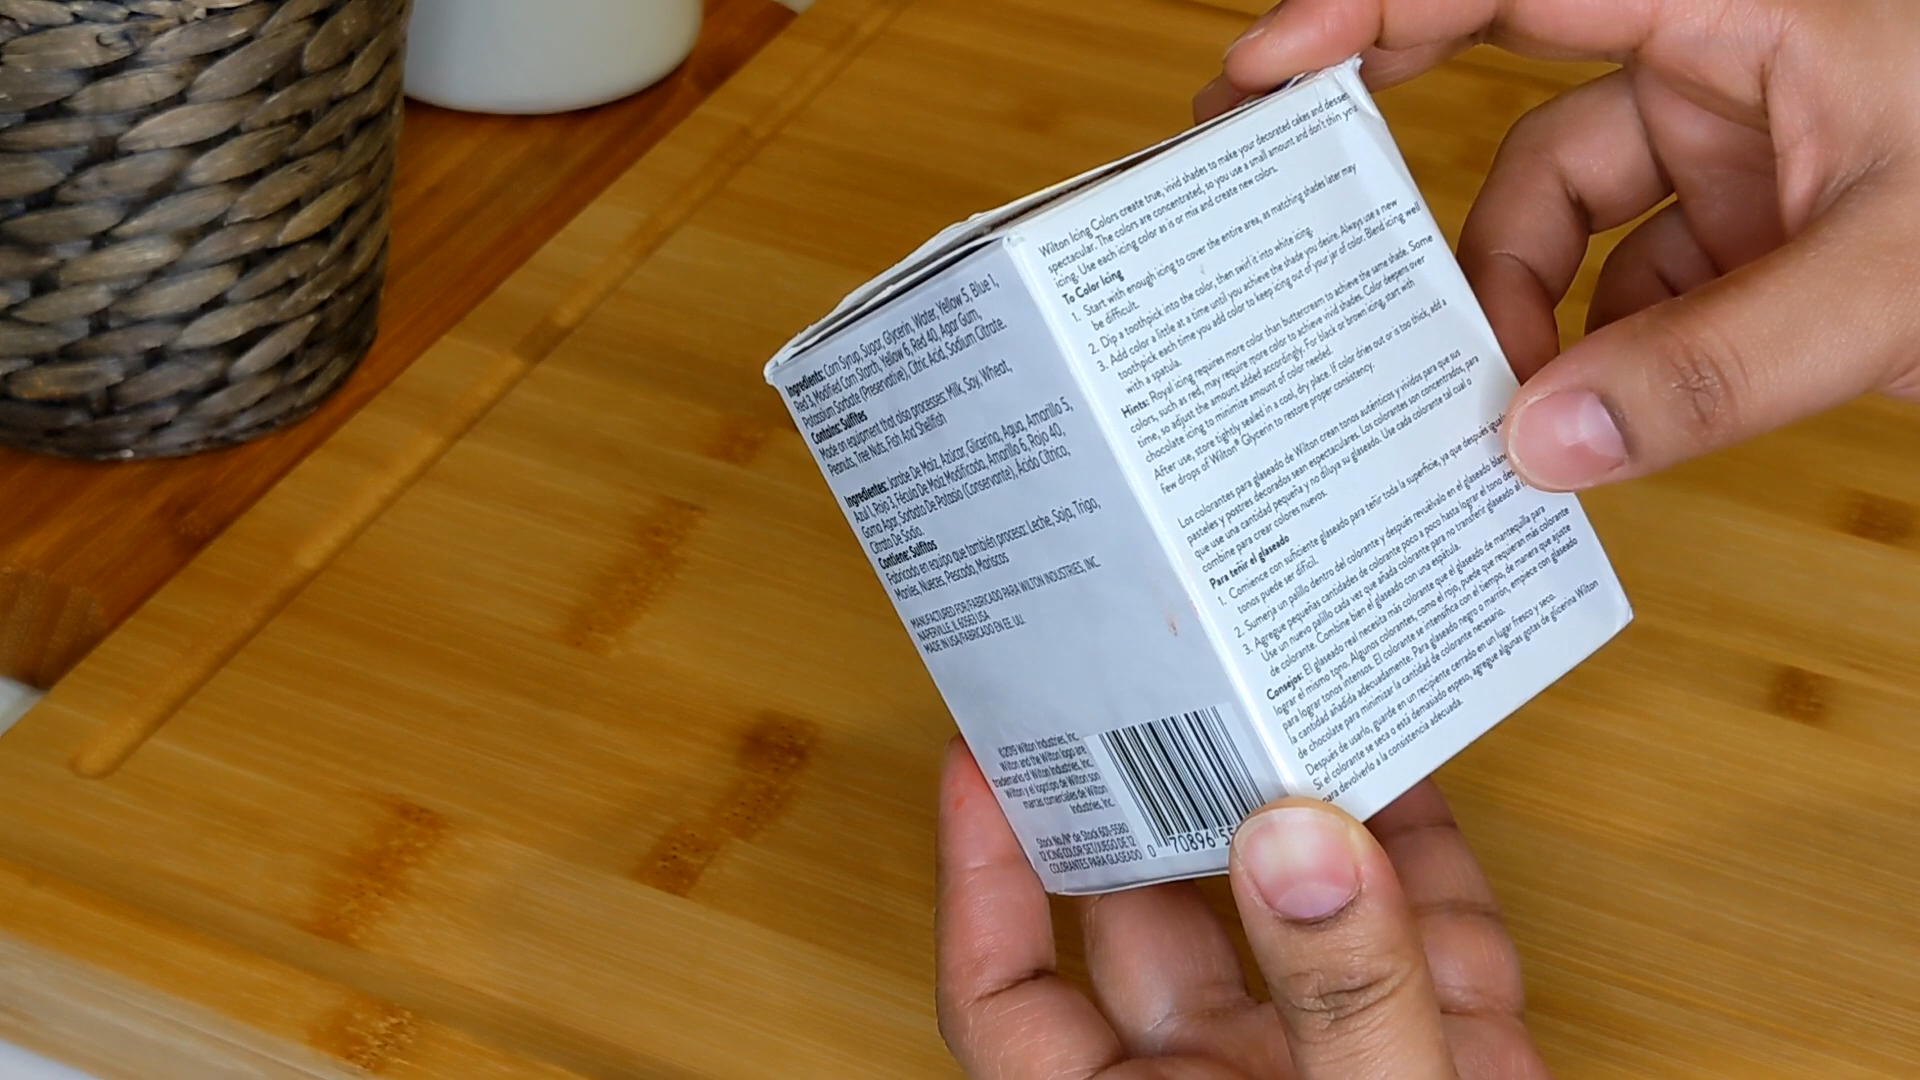 Ingredients: Corn Syrup, Sugar, Glycerin, Water, Yellow 5, Blue 1,
Red 3, Modified Corn Starch, Yellow 6, Red 40, Agar Gum,
Potassium Sorbate (Preservative), Citric Acid, Sodium Citrate.
Contains: Sulfites
Made on equipment that also processes: Milk, Soy, Wheat,
Peanuts, Tree Nuts, Fish And Shellfish
Ingredientes: Jarabe De Maíz, Azúcar, Glicerina, Agua, Amarillo 5,
Azul 1, Rojo 3, Fécula De Maíz Modificada, Amarillo 6, Rojo 40,
Goma Agar, Sorbato De Potasio (Conservante), Ácido Cítrico,
Citrato De Sodio.
Contiene: Sulfitos
Fabricado en equipo que también procesa: Leche, Soja, Trigo,
Maníes, Nueces, Pescado, Mariscos
MANUFACTURED FOR/FABRICADO PARA WILTON INDUSTRIES, INC.
NAPERVILLE, IL 60563 USA
MADE IN USA/FABRICADO EN EE. UU.
©2019 Wilton Industries, Inc.
Wilton and the Wilton logo are
trademarks of Wilton Industries, Inc.
Wilton y el logotipo de Wilton son
marcas comerciales de Wilton
Industries, Inc.
Stock No./N° de Stock 601-5580
12 ICING COLOR SET/JUEGO DE 12
COLORANTES PARA GLASEADO
0 70896 55
Wilton Icing Colors create true, vivid shades to make your decorated cakes and desserts
spectacular. The colors are concentrated, so you use a small amount and don't thin your
icing. Use each icing color as is or mix and create new colors.
To Color Icing
1. Start with enough icing to cover the entire area, as matching shades later may
be difficult.
2. Dip a toothpick into the color, then swirl it into white icing.
3. Add color a little at a time until you achieve the shade you desire. Always use a new
toothpick each time you add color to keep icing out of your jar of color. Blend icing well
with a spatula.
Hints: Royal icing requires more color than buttercream to achieve the same shade. Some
colors, such as red, may require more color to achieve vivid shades. Color deepens over
time, so adjust the amount added accordingly. For black or brown icing, start with
chocolate icing to minimize amount of color needed.
After use, store tightly sealed in a cool, dry place. If color dries out or is too thick, add a
few drops of Wilton® Glycerin to restore proper consistency.
Los colorantes para glaseado de Wilton crean tonos auténticos y vívidos para que sus
pasteles y postres decorados sean espectaculares. Los colorantes son concentrados, para
que use una cantidad pequeña y no diluya su glaseado. Use cada colorante tal cual o
combine para crear colores nuevos.
Para teñir el glaseado
1. Comience con suficiente glaseado para teñir toda la superficie, ya que después igualar
tonos puede ser difícil.
2. Sumerja un palillo dentro del colorante y después revuélvalo en el glaseado blanco
3. Agregue pequeñas cantidades de colorante poco a poco hasta lograr el tono
Use un nuevo palillo cada vez que añada colorante para no transferir glaseado al
de colorante. Combine bien el glaseado con una espátula.
Consejos: El glaseado real necesita más colorante que el glaseado de mantequilla para
lograr el mismo tono. Algunos colorantes, como el rojo, puede que requieran más colorante
para lograr tonos intensos. El colorante se intensifica con el tiempo, de manera que ajuste
la cantidad añadida adecuadamente. Para glaseado negro o marrón, empiece con glaseado
de chocolate para minimizar la cantidad de colorante necesario.
Después de usarlo, guarde en un recipiente cerrado en un lugar fresco y seco.
Si el colorante se seca o está demasiado espeso, agregue algunas gotas de glicerina Wilton
para devolverlo a la consistencia adecuada.